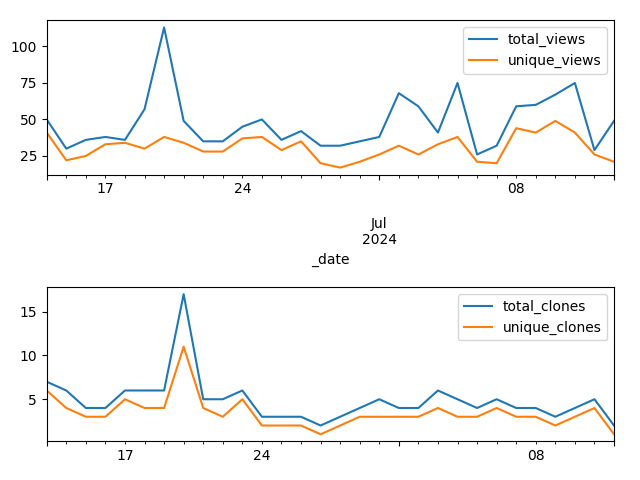 100
75
50
25
total_views
unique_views
17
24
08
Jul
2024
_date
15
10
5
total_clones
unique_clones
17
24
08